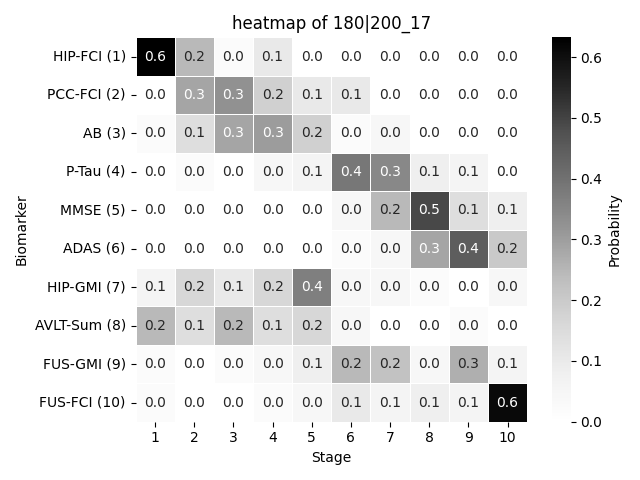 heatmap of 180|200_17
HIP-FCI (1) 0.6 0.2 0.0 0.1 0.0 0.0 0.0 0.0 0.0 0.0
PCC-FCI (2) 0.0 0.3 0.3 0.2 0.1 0.1 0.0 0.0 0.0 0.0
AB (3) 0.0 0.1 0.3 0.3 0.2 0.0 0.0 0.0 0.0 0.0
P-Tau (4) 0.0 0.0 0.0 0.0 0.1 0.4 0.3 0.1 0.1 0.0
MMSE (5) 0.0 0.0 0.0 0.0 0.0 0.0 0.2 0.5 0.1 0.1
ADAS (6) 0.0 0.0 0.0 0.0 0.0 0.0 0.0 0.3 0.4 0.2
HIP-GMI (7) 0.1 0.2 0.1 0.2 0.4 0.0 0.0 0.0 0.0 0.0
AVLT-Sum (8) 0.2 0.1 0.2 0.1 0.2 0.0 0.0 0.0 0.0 0.0
FUS-GMI (9) 0.0 0.0 0.0 0.0 0.1 0.2 0.2 0.0 0.3 0.1
FUS-FCI (10) 0.0 0.0 0.0 0.0 0.0 0.1 0.1 0.1 0.1 0.6
1 2 3 4 5 6 7 8 9 10
Stage
Biomarker
0.6
0.5
0.4
0.3
0.2
0.1
0.0
Probability